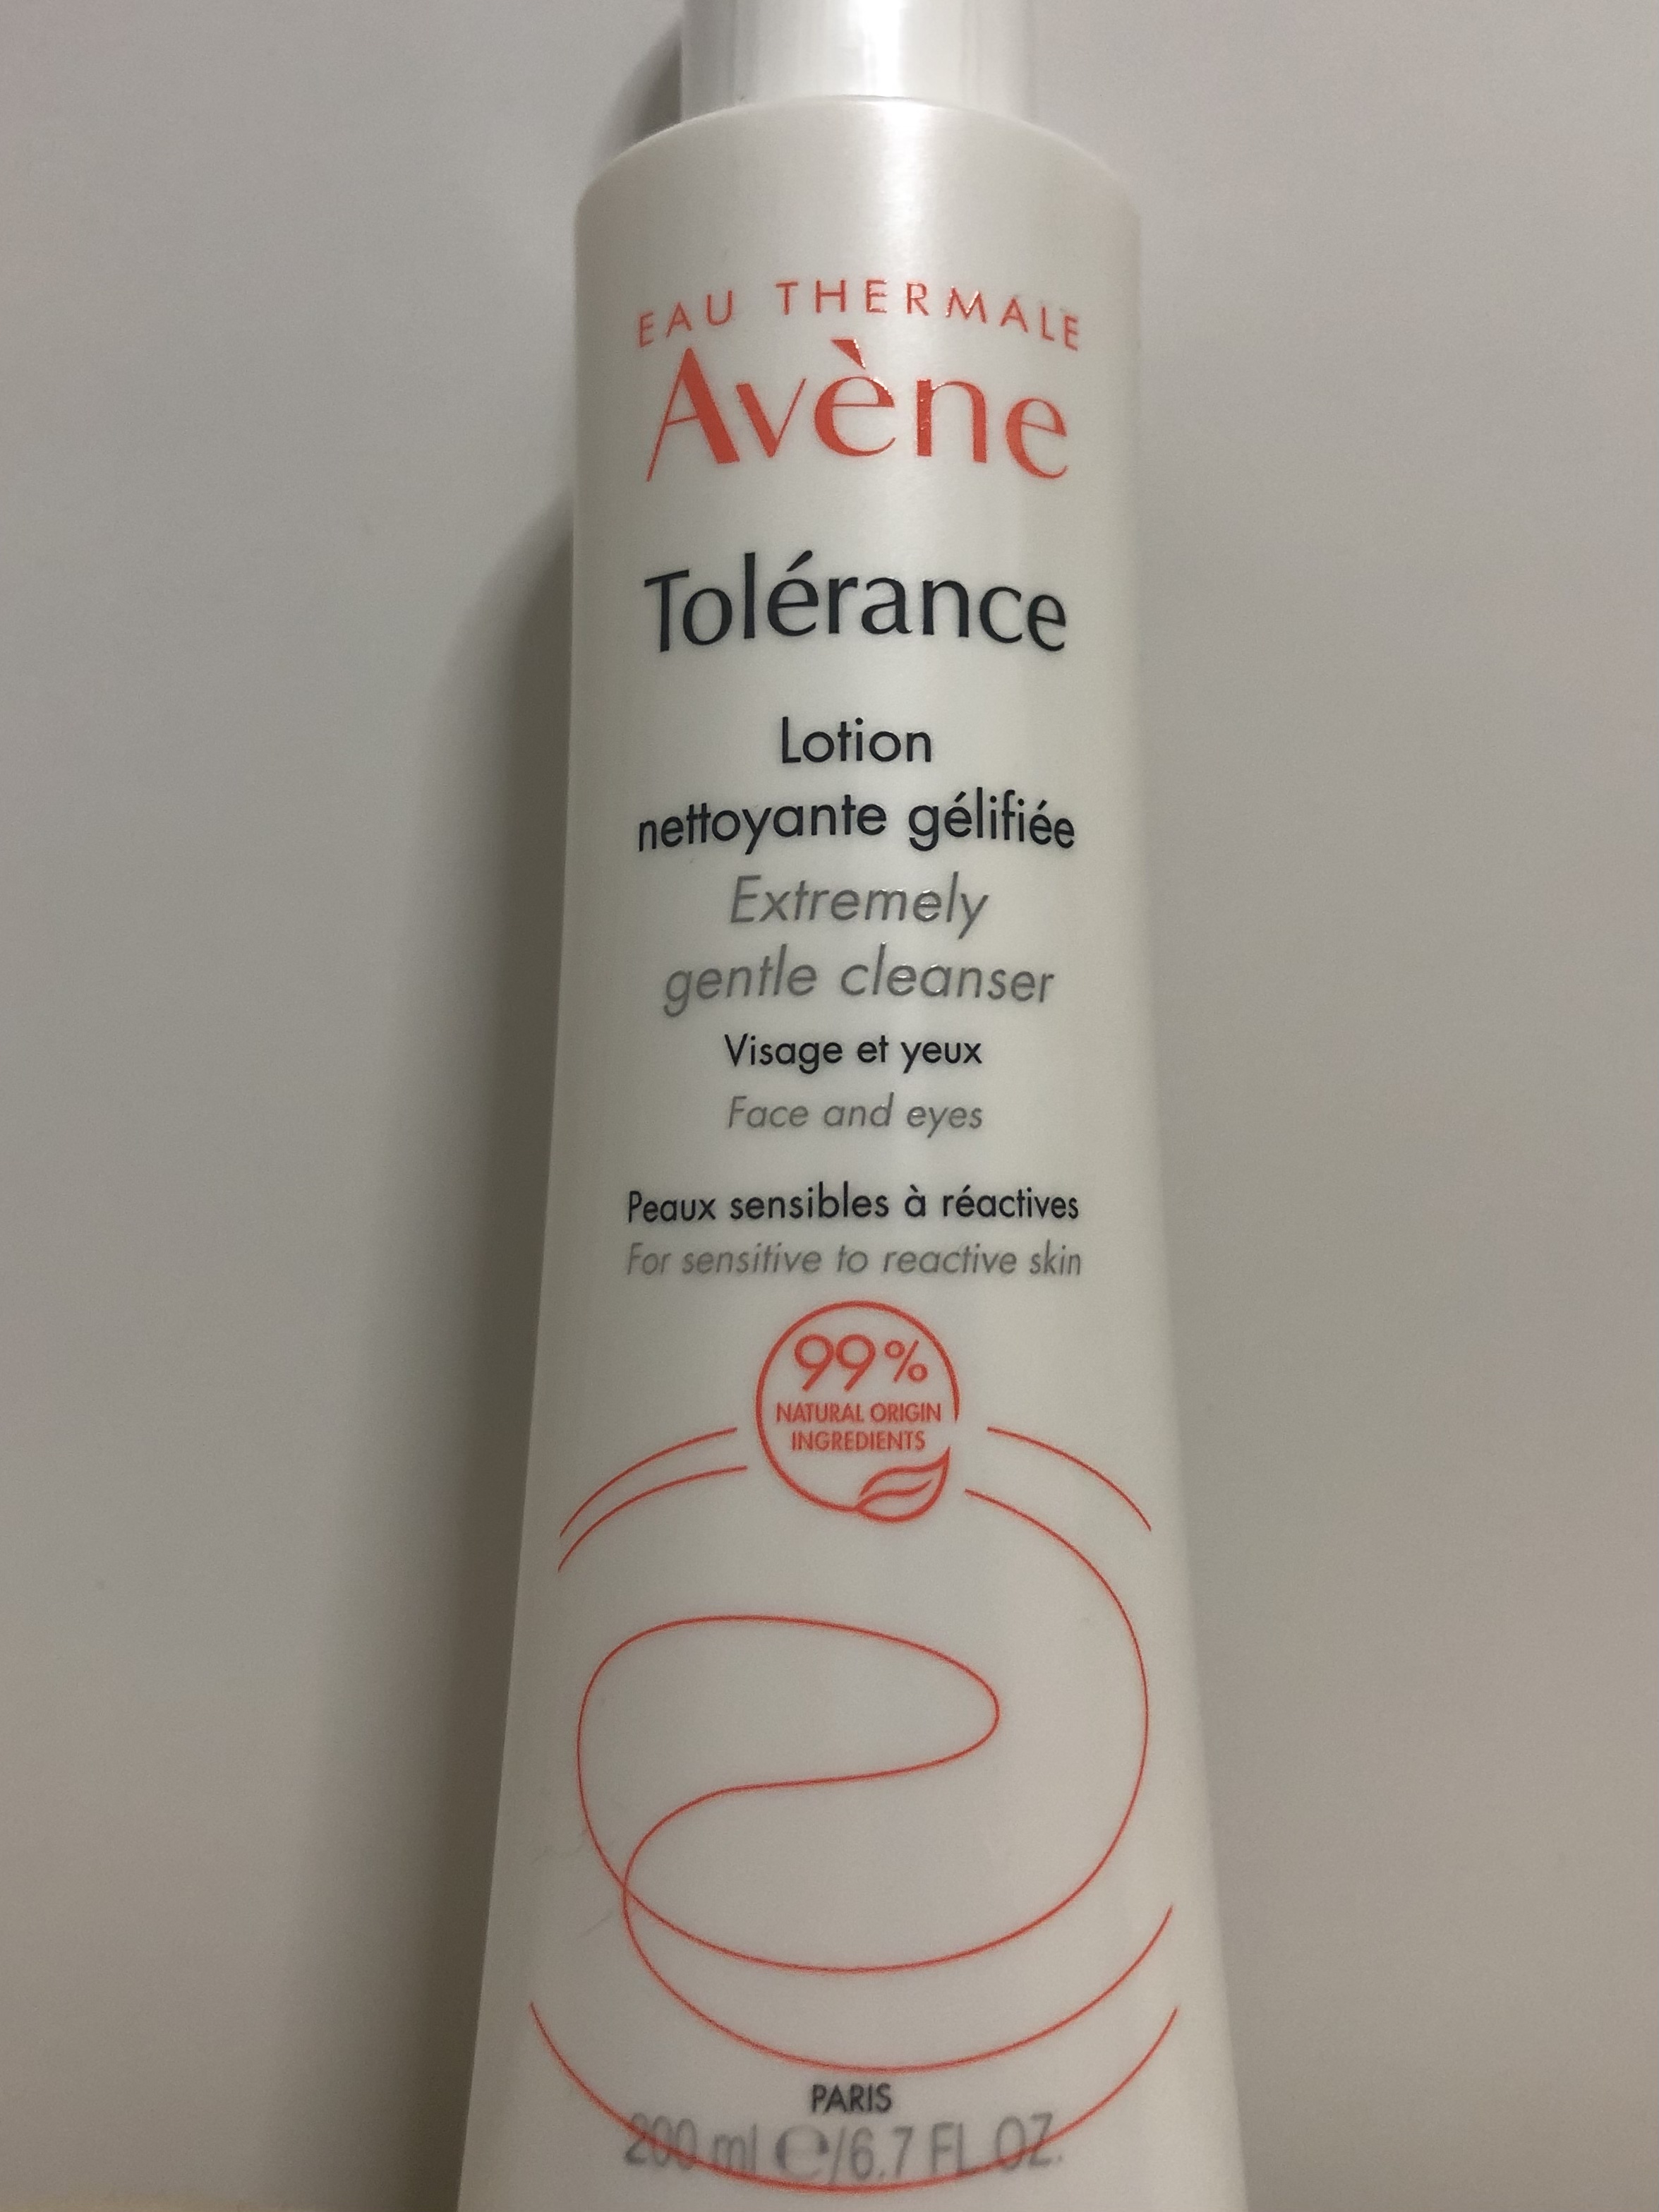 EAU THERMALE
Avène
Tolérance
Lotion
nettoyante gélifiée
Extremely
gentle cleanser
Visage et yeux
Face and eyes
Peaux sensibles à réactives
For sensitive to reactive skin
99%
NATURAL ORIGIN
INGREDIENTS
PARIS
200 ml ℮/6.7 FL.OZ.